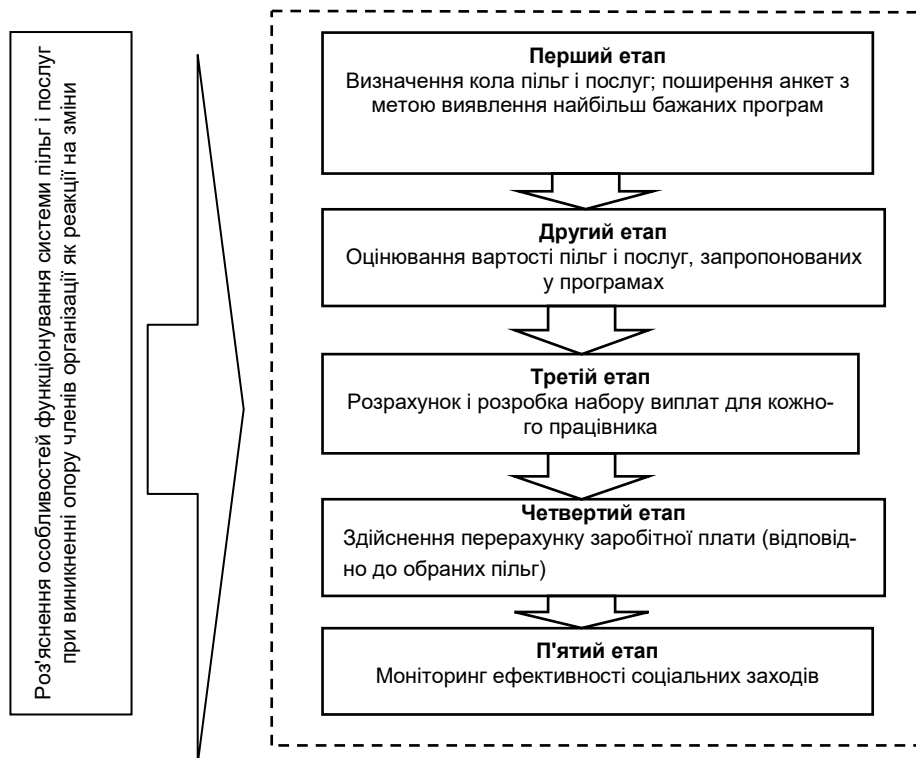 Роз'яснення особливостей функціонування системи пільг і послуг
при виникненні опору членів організації як реакції на зміни
Перший етап
Визначення кола пільг і послуг; поширення анкет з
метою виявлення найбільш бажаних програм
Другий етап
Оцінювання вартості пільг і послуг, запропонованих
у програмах
Третій етап
Розрахунок і розробка набору виплат для кожно-
го працівника
Четвертий етап
Здійснення перерахунку заробітної плати (відповід-
но до обраних пільг)
П'ятий етап
Моніторинг ефективності соціальних заходів